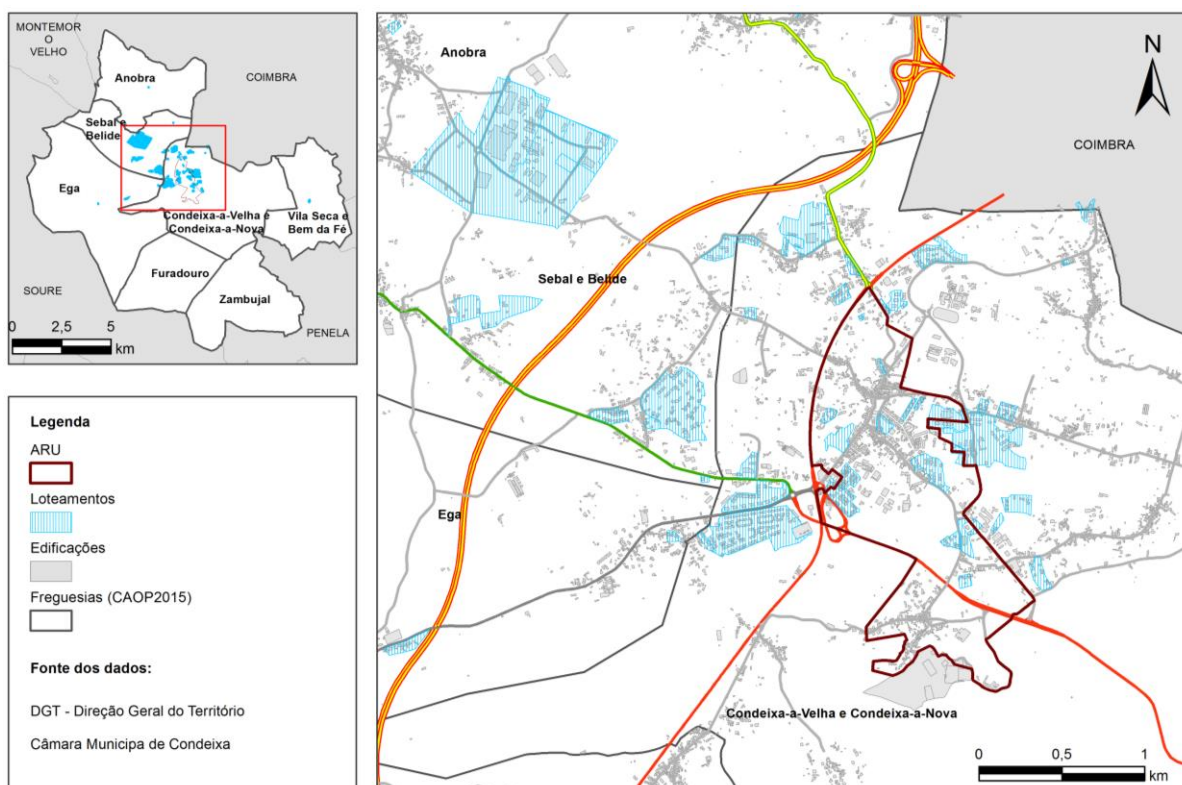 MONTEMOR
O
VELHO
Anobra
COIMBRA
Sebal e
Belide
Ega
Condeixa-a-Velha e
Condeixa-a-Nova
Vila Seca e
Bem da Fé
Furadouro
Zambujal
SOURE
PENELA
0 2,5 5
km
Legenda
ARU
Loteamentos
Edificações
Freguesias (CAOP2015)
Fonte dos dados:
DGT - Direção Geral do Território
Câmara Municipa de Condeixa
Anobra
N
COIMBRA
Sebal e Belide
Ega
Condeixa-a-Velha e Condeixa-a-Nova
0 0,5 1
km